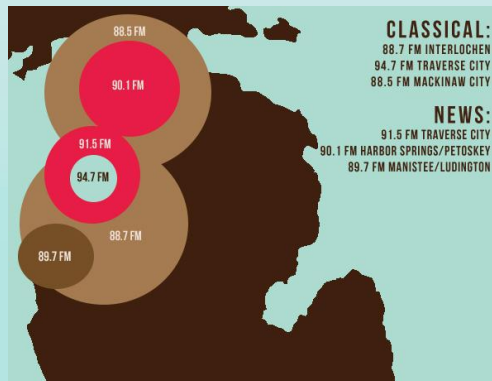 CLASSICAL:
88.7 FM INTERLOCHEN
94.7 FM TRAVERSE CITY
88.5 FM MACKINAW CITY
NEWS:
91.5 FM TRAVERSE CITY
90.1 FM HARBOR SPRINGS/PETOSKEY
89.7 FM MANISTEE/LUDINGTON
88.5 FM
90.1 FM
91.5 FM
94.7 FM
88.7 FM
89.7 FM